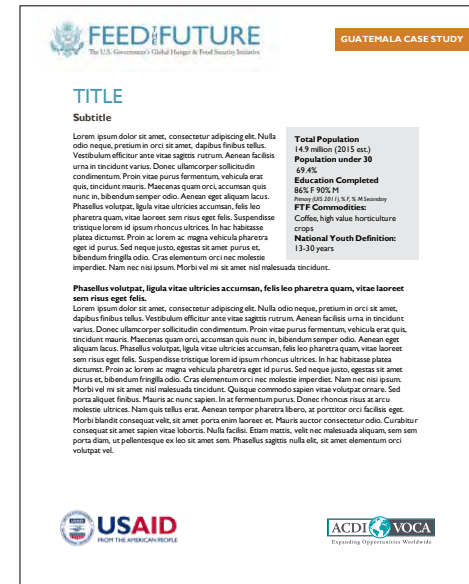 FEED THE FUTURE
The U.S. Government's Global Hunger & Food Security Initiative
GUATEMALA CASE STUDY
TITLE
Subtitle
Lorem ipsum dolor sit amet, consectetur adipiscing elit. Nulla
odio neque, pretium in orci sit amet, dapibus finibus tellus.
Vestibulum efficitur ante vitae sagittis rutrum. Aenean facilisis
urna in tincidunt varius. Donec ullamcorper sollicitudin
condimentum. Proin vitae purus fermentum, vehicula erat
quis, tincidunt mauris. Maecenas quam orci, accumsan quis
nunc in, bibendum semper odio. Aenean eget aliquam lacus.
Phasellus volutpat, ligula vitae ultricies accumsan, felis leo
pharetra quam, vitae laoreet sem risus eget felis. Suspendisse
tristique lorem id ipsum rhoncus ultrices. In hac habitasse
platea dictumst. Proin ac lorem ac magna vehicula pharetra
eget id purus. Sed neque justo, egestas sit amet purus et,
bibendum fringilla odio. Cras elementum orci nec molestie
imperdiet. Nam nec nisi ipsum. Morbi vel mi sit amet nisl malesuada tincidunt.
Total Population
14.9 million (2015 est.)
Population under 30
69.4%
Education Completed
86% F 90% M
Primary (UIS 2011), % F, % M Secondary
FTF Commodities:
Coffee, high value horticulture
crops
National Youth Definition:
13-30 years
Phasellus volutpat, ligula vitae ultricies accumsan, felis leo pharetra quam, vitae laoreet
sem risus eget felis.
Lorem ipsum dolor sit amet, consectetur adipiscing elit. Nulla odio neque, pretium in orci sit amet,
dapibus finibus tellus. Vestibulum efficitur ante vitae sagittis rutrum. Aenean facilisis urna in tincidunt
varius. Donec ullamcorper sollicitudin condimentum. Proin vitae purus fermentum, vehicula erat quis,
tincidunt mauris. Maecenas quam orci, accumsan quis nunc in, bibendum semper odio. Aenean eget
aliquam lacus. Phasellus volutpat, ligula vitae ultricies accumsan, felis leo pharetra quam, vitae laoreet
sem risus eget felis. Suspendisse tristique lorem id ipsum rhoncus ultrices. In hac habitasse platea
dictumst. Proin ac lorem ac magna vehicula pharetra eget id purus. Sed neque justo, egestas sit amet
purus et, bibendum fringilla odio. Cras elementum orci nec molestie imperdiet. Nam nec nisi ipsum.
Morbi vel mi sit amet nisl malesuada tincidunt. Quisque commodo sapien vitae volutpat ornare. Sed
porta aliquet finibus. Mauris ac nunc sapien. In at fermentum purus. Donec rhoncus risus at arcu
molestie ultrices. Nam quis tellus erat. Aenean tempor pharetra libero, at porttitor orci facilisis eget.
Morbi blandit consequat velit, sit amet porta enim laoreet et. Mauris auctor consectetur odio. Curabitur
consequat sit amet sapien vitae lobortis. Nulla facilisi. Etiam mattis, velit nec malesuada aliquam, sem sem
porta diam, ut pellentesque ex leo sit amet sem. Phasellus sagittis nulla elit, sit amet elementum orci
volutpat vel.
USAID
FROM THE AMERICAN PEOPLE
ACDI VOCA
Expanding Opportunities Worldwide